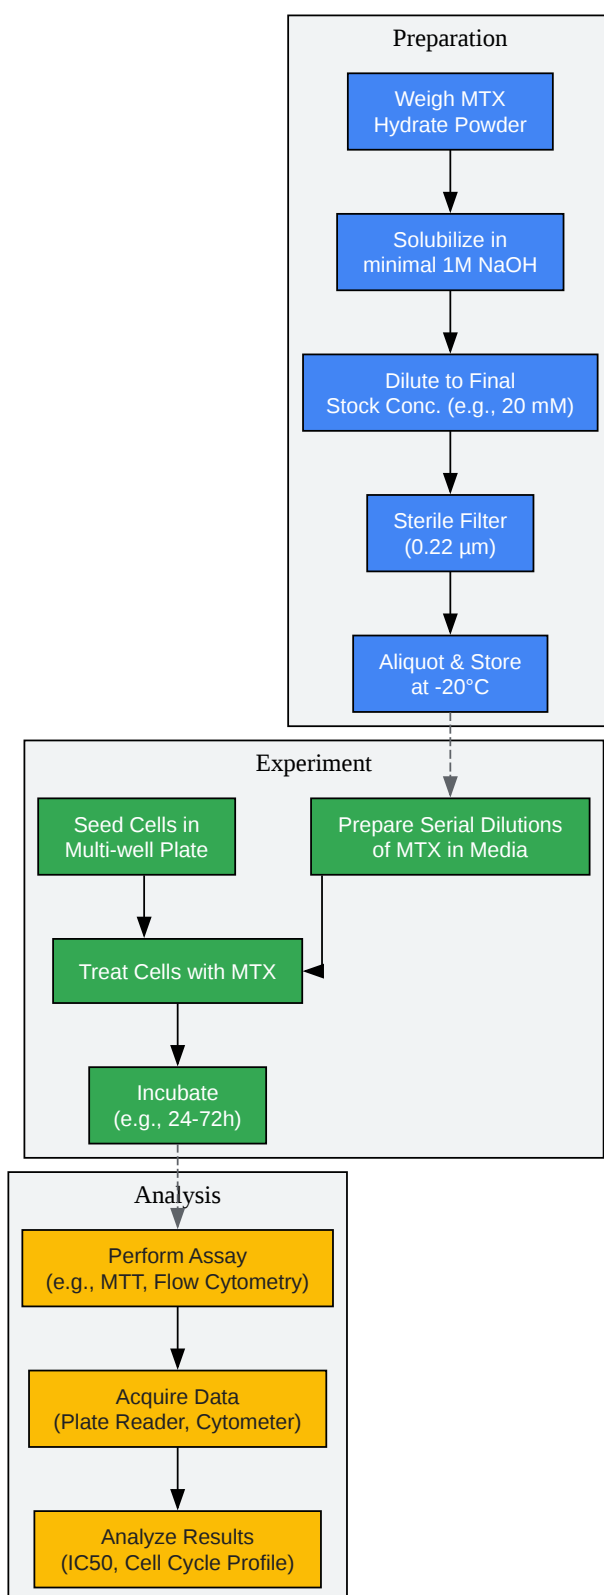 Preparation
Weigh MTX
Hydrate Powder
Solubilize in
minimal 1M NaOH
Dilute to Final
Stock Conc. (e.g., 20 mM)
Sterile Filter
(0.22 µm)
Aliquot & Store
at -20°C
Experiment
Seed Cells in
Multi-well Plate
Prepare Serial Dilutions
of MTX in Media
Treat Cells with MTX
Incubate
(e.g., 24-72h)
Analysis
Perform Assay
(e.g., MTT, Flow Cytometry)
Acquire Data
(Plate Reader, Cytometer)
Analyze Results
(IC50, Cell Cycle Profile)